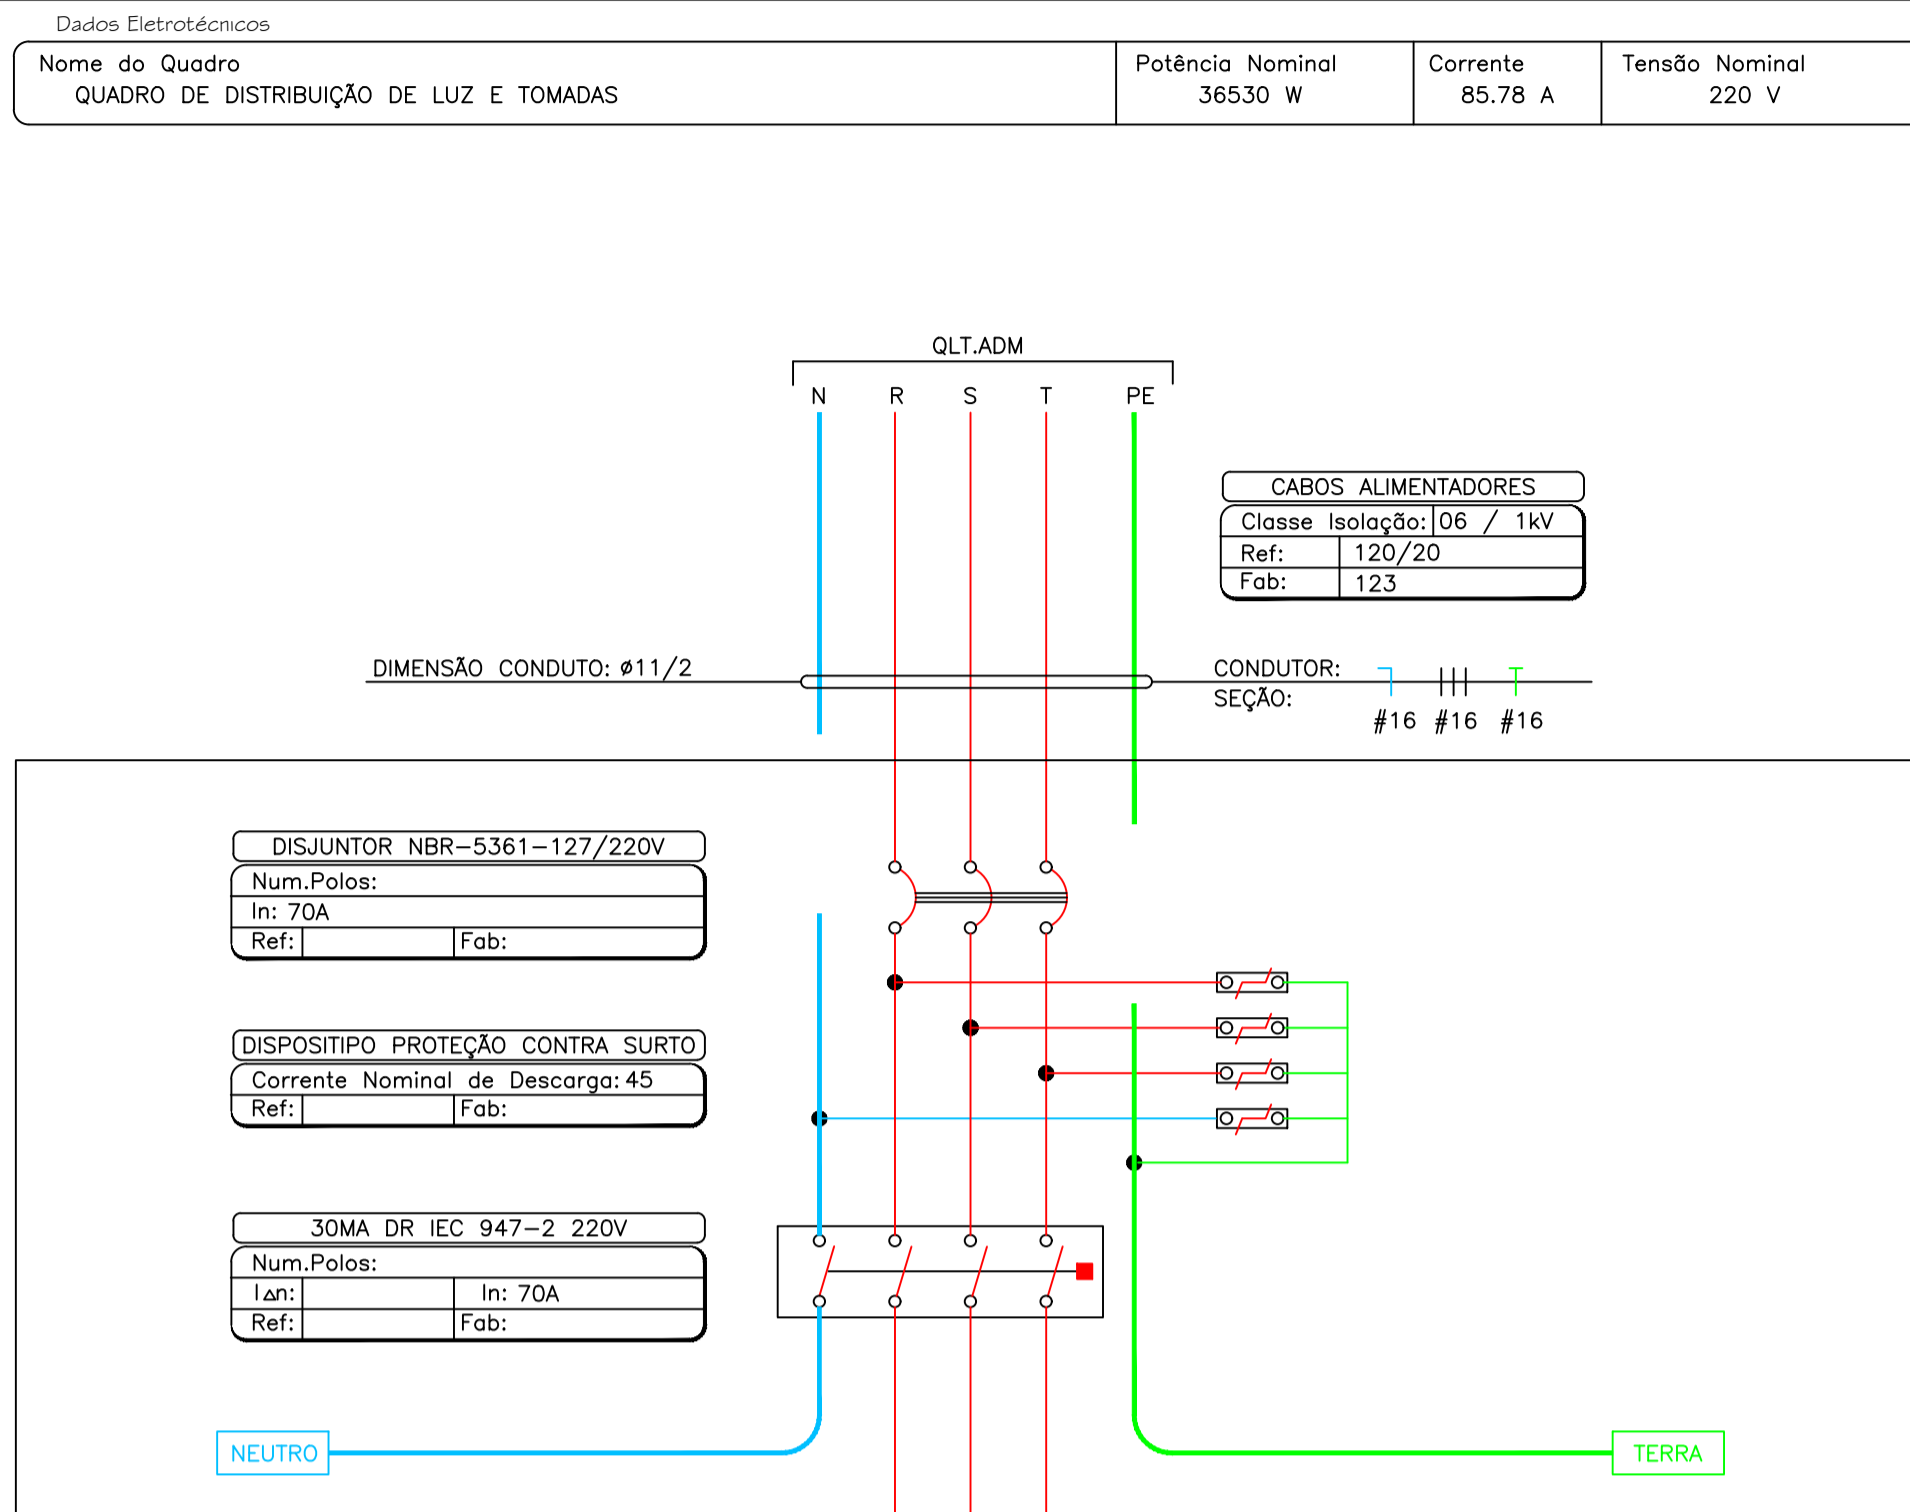 Dados Eletrotécnicos
Nome do Quadro
QUADRO DE DISTRIBUIÇÃO DE LUZ E TOMADAS
Potência Nominal
36530 W
Corrente
85.78 A
Tensão Nominal
220 V
QLT.ADM
N R S T PE
CABOS ALIMENTADORES
Classe Isolação: 06 / 1kV
Ref: 120/20
Fab: 123
DIMENSÃO CONDUTO: ø11/2
CONDUTOR:
SEÇÃO:
#16 #16 #16
DISJUNTOR NBR-5361-127/220V
Num.Polos:
In: 70A
Ref: Fab:
DISPOSITIPO PROTEÇÃO CONTRA SURTO
Corrente Nominal de Descarga: 45
Ref: Fab:
30MA DR IEC 947-2 220V
Num.Polos:
I△n: In: 70A
Ref: Fab:
NEUTRO
TERRA